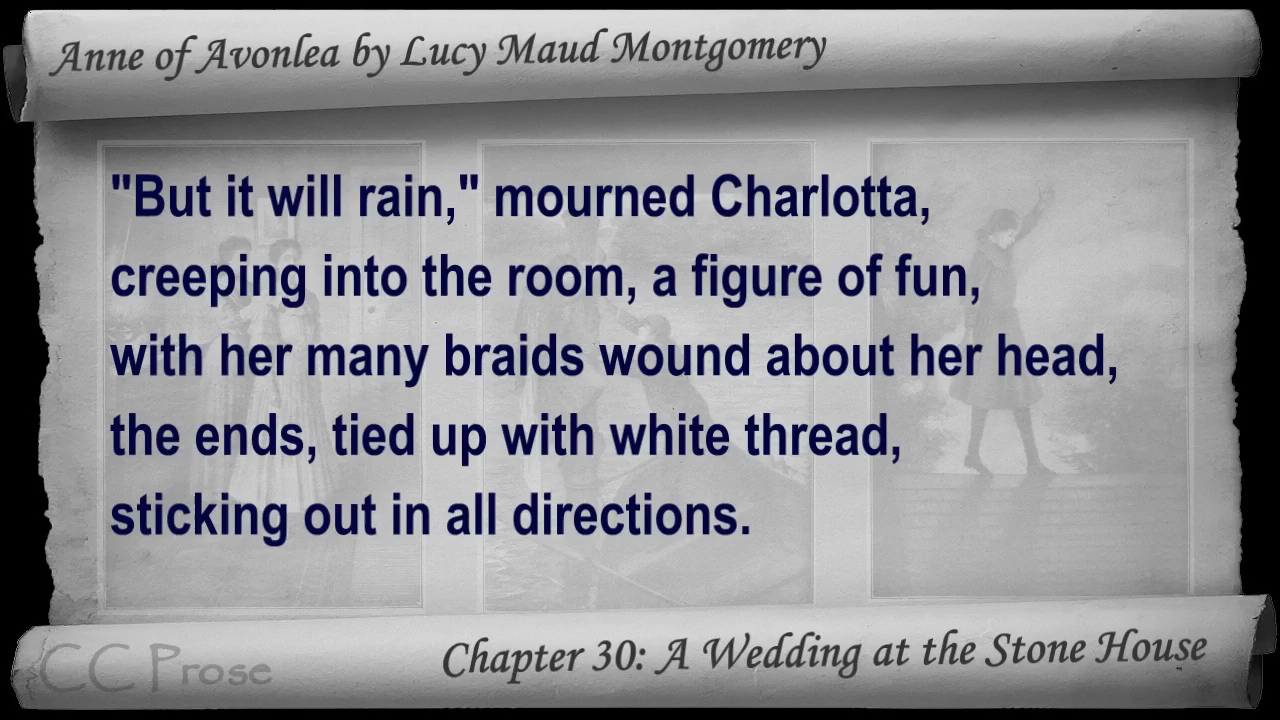 Anne of Avonlea by Lucy Maud Montgomery
"But it will rain," mourned Charlotta,
creeping into the room, a figure of fun,
with her many braids wound about her head,
the ends, tied up with white thread,
sticking out in all directions.
CC Prose
Chapter 30: A Wedding at the Stone House